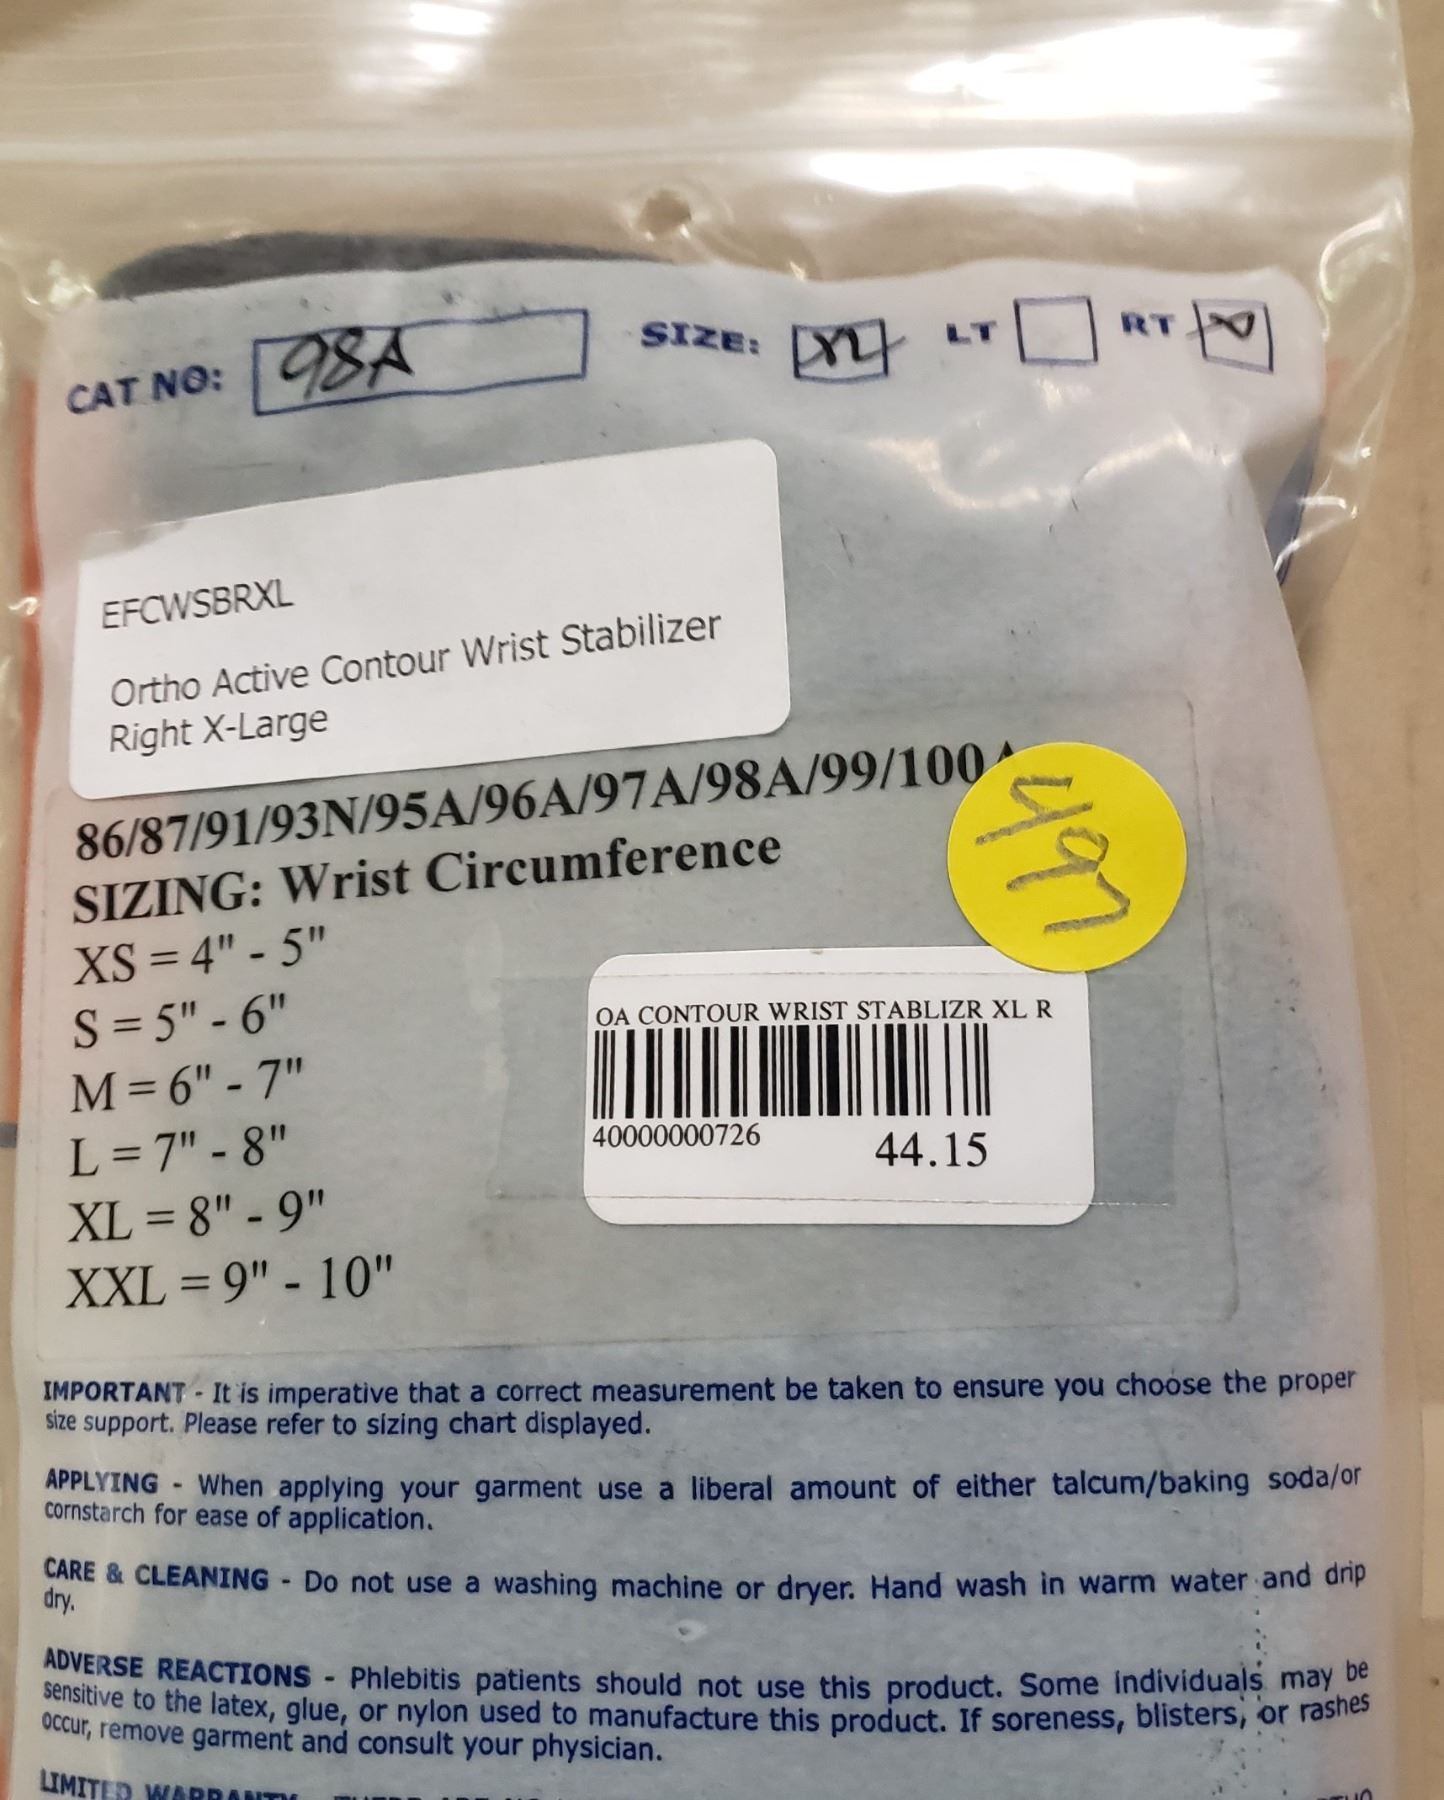 CAT NO: 98A SIZE: XL LT RT
EFCWSBRXL
Ortho Active Contour Wrist Stabilizer
Right X-Large
86/87/91/93N/95A/96A/97A/98A/99/100A
SIZING: Wrist Circumference
XS = 4" - 5"
S = 5" - 6"
M = 6" - 7"
L = 7" - 8"
XL = 8" - 9"
XXL = 9" - 10"
OA CONTOUR WRIST STABLIZR XL R
40000000726 44.15
IMPORTANT - It is imperative that a correct measurement be taken to ensure you choose the proper
size support. Please refer to sizing chart displayed.
APPLYING - When applying your garment use a liberal amount of either talcum/baking soda/or
cornstarch for ease of application.
CARE & CLEANING - Do not use a washing machine or dryer. Hand wash in warm water and drip
dry.
ADVERSE REACTIONS - Phlebitis patients should not use this product. Some individuals may be
sensitive to the latex, glue, or nylon used to manufacture this product. If soreness, blisters, or rashes
occur, remove garment and consult your physician.
LIMITED WARRANTY